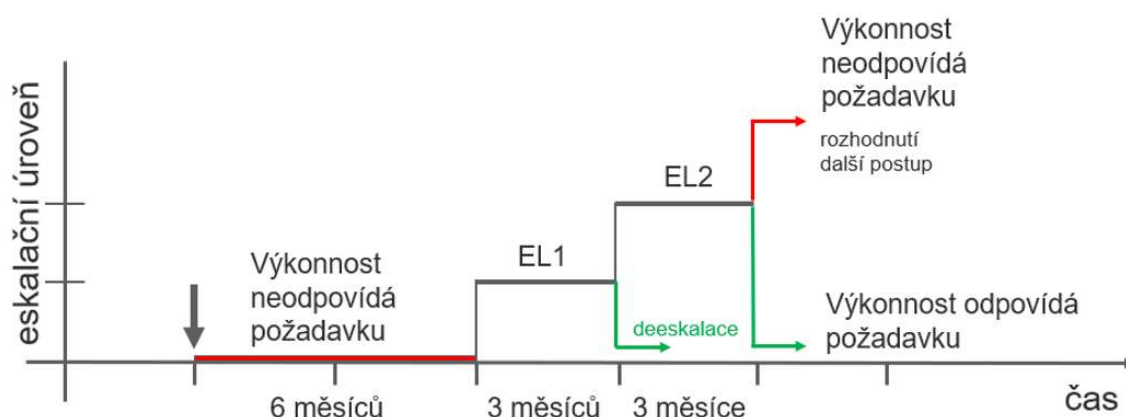 Výkonnost
neodpovídá
požadavku
rozhodnutí
další postup
eskalační úroveň
EL2
EL1
Výkonnost
neodpovídá
požadavku
deeskalace
Výkonnost odpovídá
požadavku
6 měsíců
3 měsíců
3 měsíce
čas